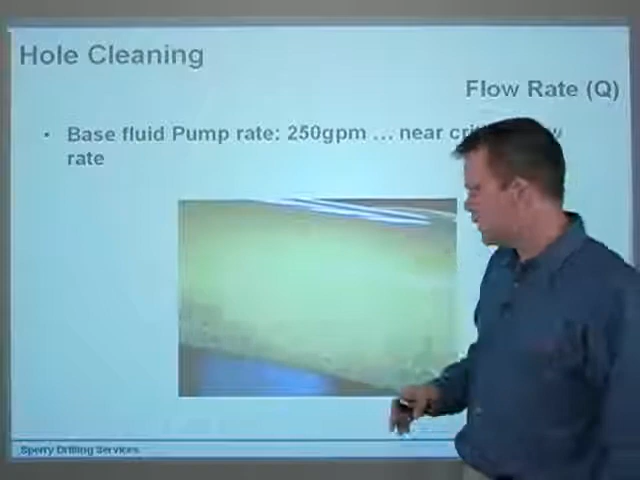 Hole Cleaning
Flow Rate (Q)
• Base fluid Pump rate: 250gpm ... near
rate
Sperry Drilling Services